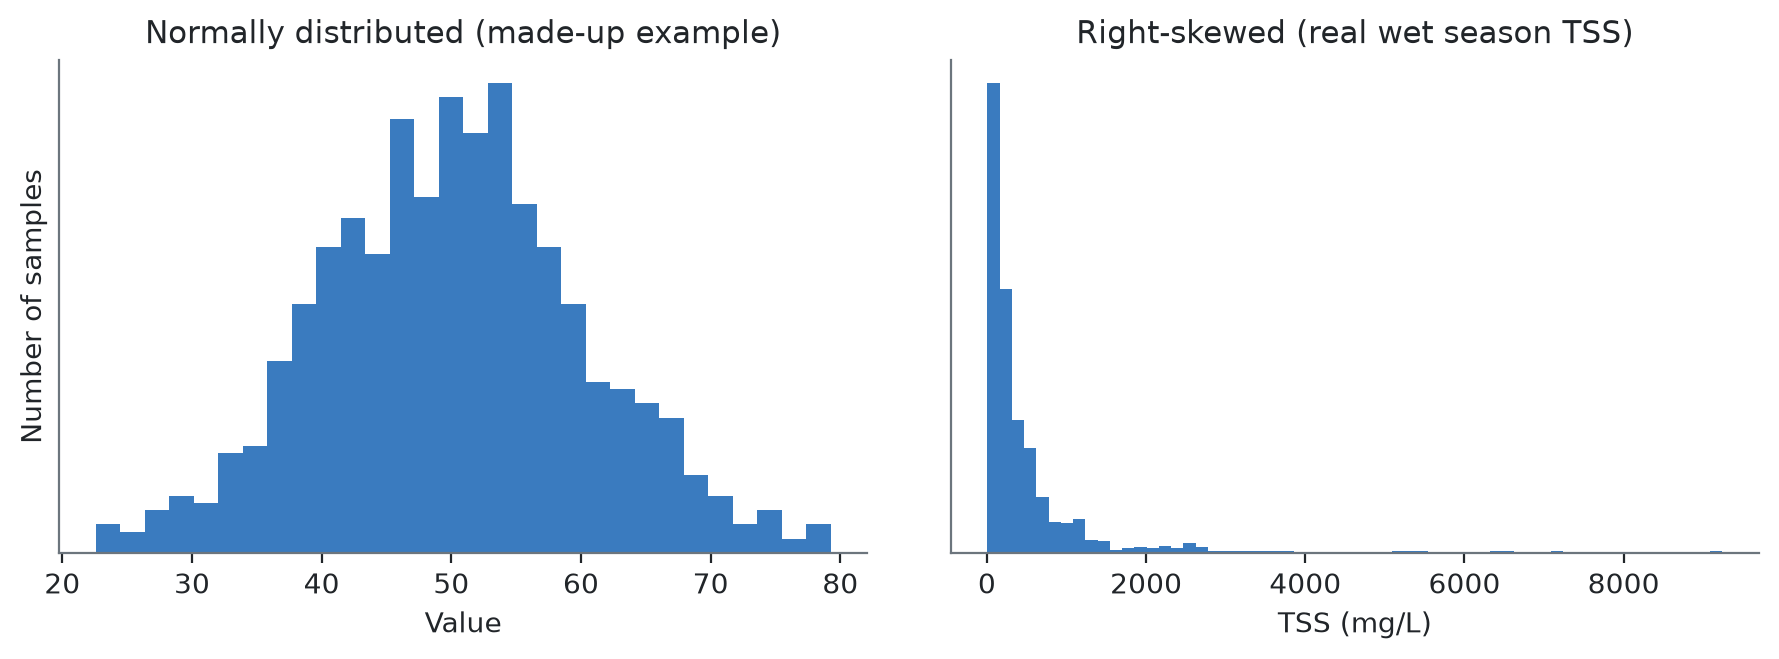 Normally distributed (made-up example)
Number of samples
20 30 40 50 60 70 80
Value
Right-skewed (real wet season TSS)
0 2000 4000 6000 8000
TSS (mg/L)